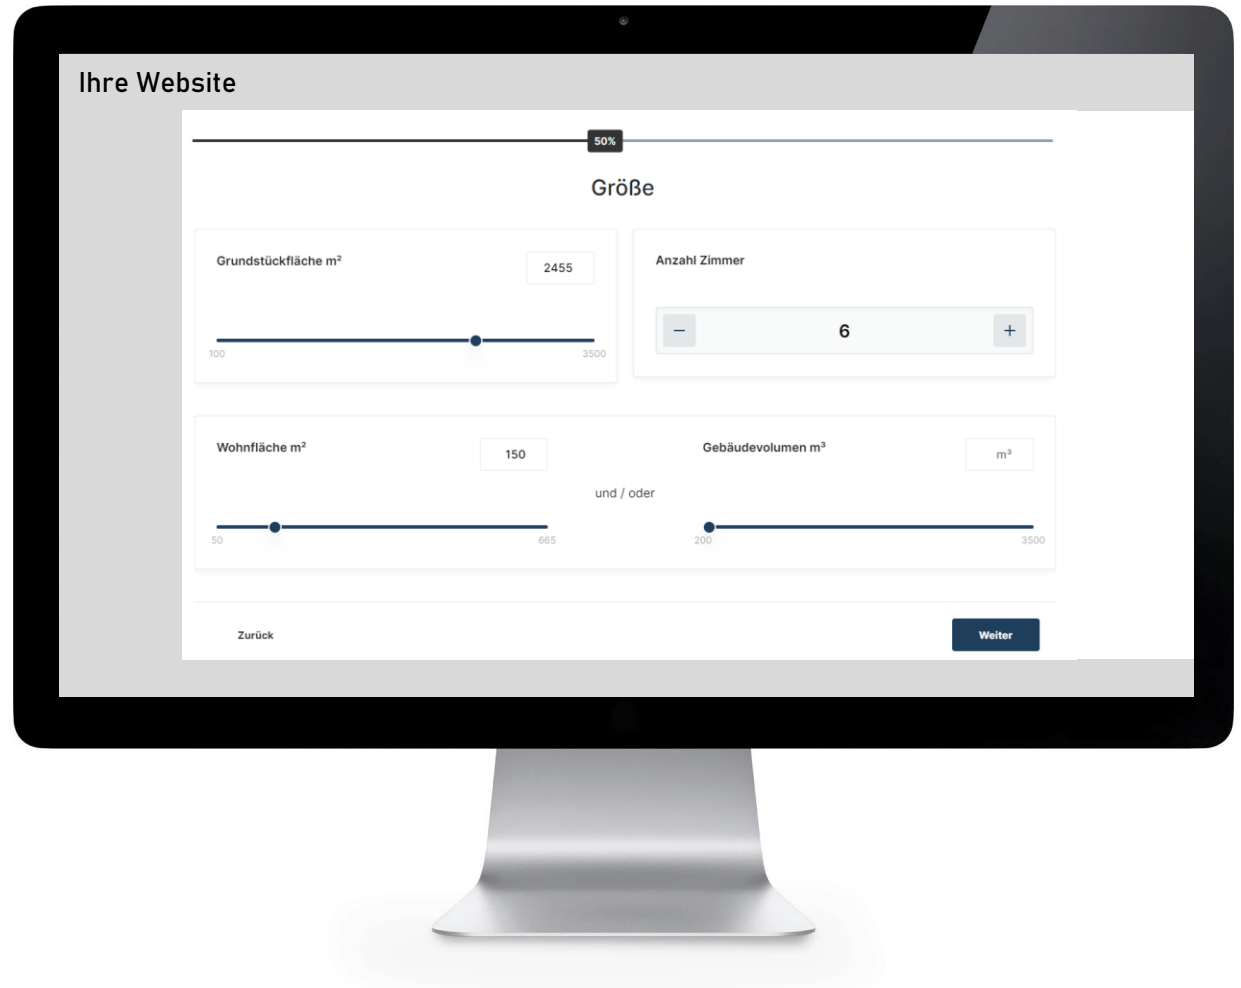 Ihre Website
50%
Größe
Grundstückfläche m²
2455
100
3500
Anzahl Zimmer
−
6
+
Wohnfläche m²
150
50
665
und / oder
Gebäudevolumen m³
m³
200
3500
Zurück
Weiter